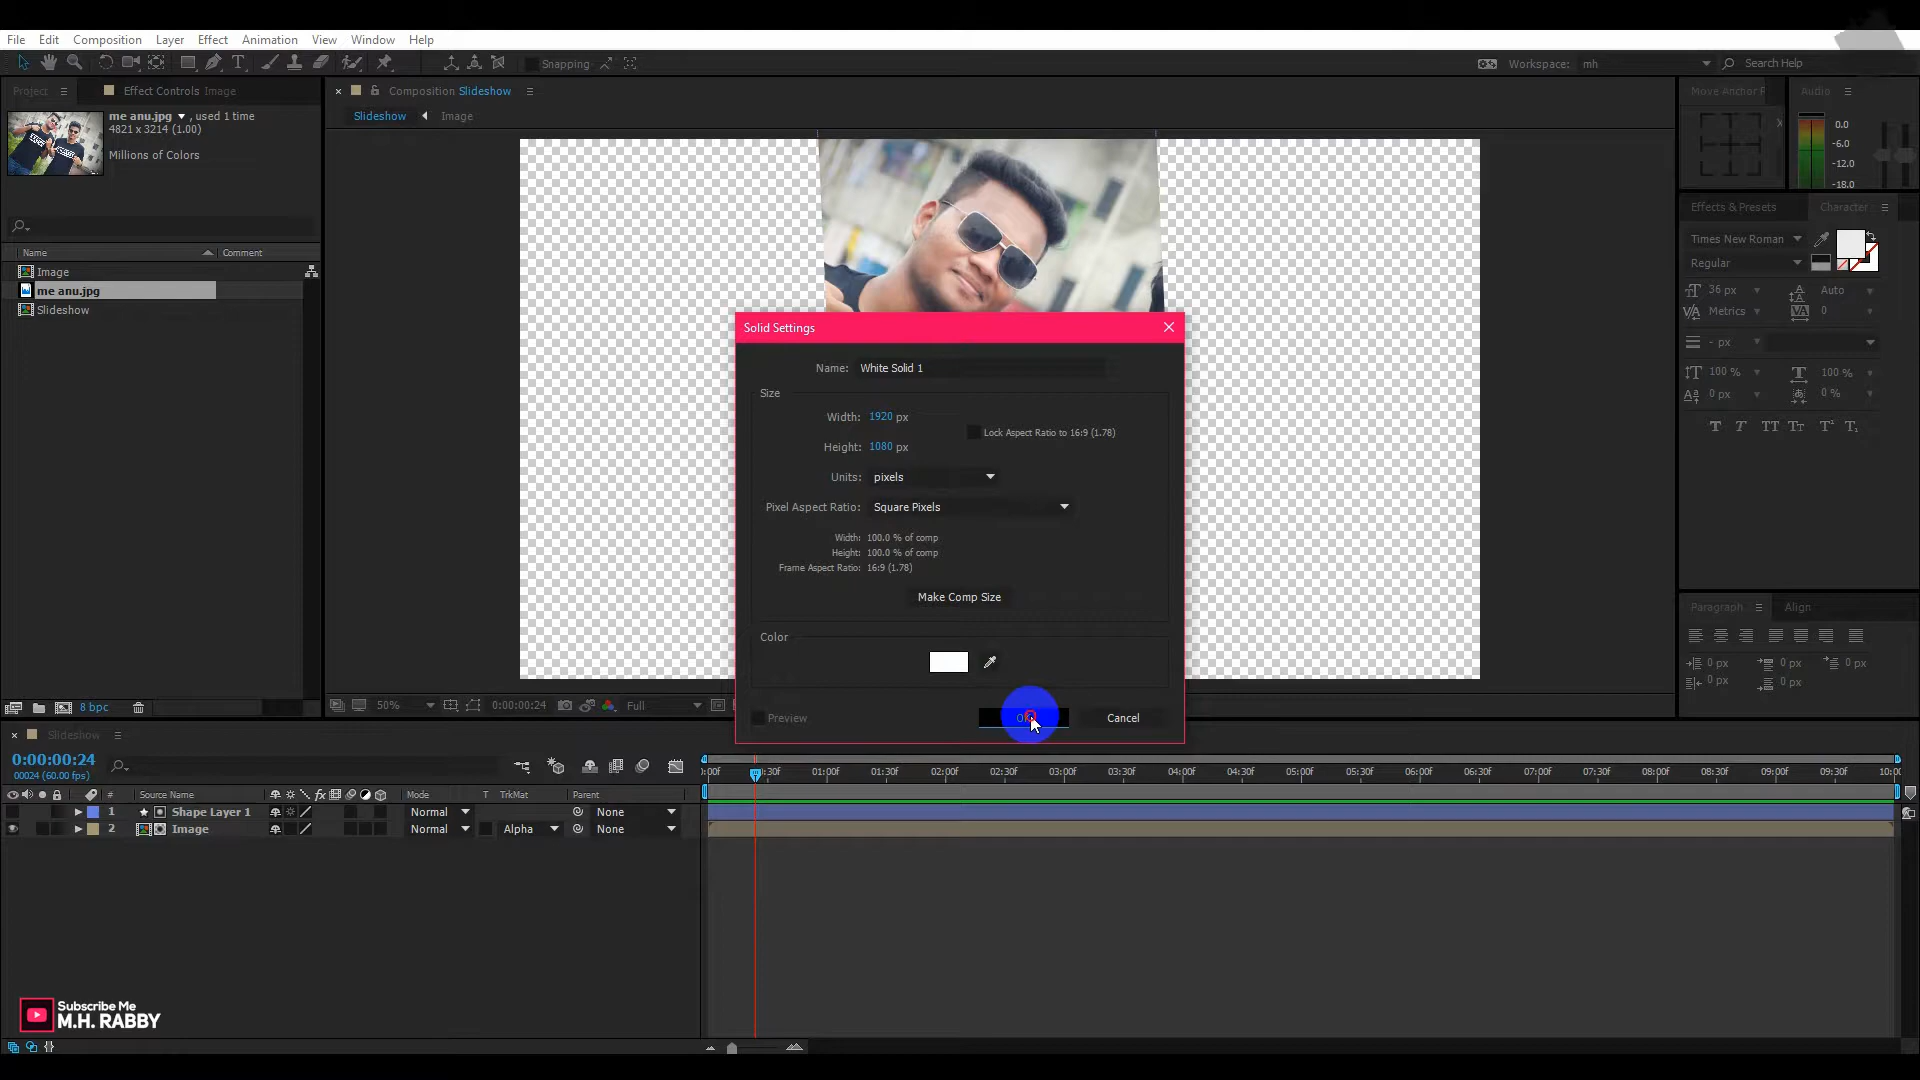 File Edit Composition Layer Effect Animation View Window Help
Snapping
Workspace: mh
Search Help
Project
Effect Controls Image
me anu.jpg , used 1 time
4821 x 3214 (1.00)
Millions of Colors
Name Comment
Image
me anu.jpg
Slideshow
8 bpc
Composition Slideshow
Slideshow Image
Solid Settings
Name: White Solid 1
Size
Width: 1920 px
Lock Aspect Ratio to 16:9 (1.78)
Height: 1080 px
Units: pixels
Pixel Aspect Ratio: Square Pixels
Width: 100.0 % of comp
Height: 100.0 % of comp
Frame Aspect Ratio: 16:9 (1.78)
Make Comp Size
Color
Preview
Cancel
50% 0:00:00:24 Full
Move Anchor P
Audio
0.0
-6.0
-12.0
-18.0
Effects & Presets Character
Times New Roman
Regular
36 px Auto
Metrics 0
- px
100 % 100 %
0 px 0 %
T T TT Tt T¹ T₁
Paragraph Align
0 px 0 px 0 px
0 px 0 px
Slideshow
0:00:00:24
00024 (60.00 fps)
:00f :30f 01:00f 01:30f 02:00f 02:30f 03:00f 03:30f 04:00f 04:30f 05:00f 05:30f 06:00f 06:30f 07:00f 07:30f 08:00f 08:30f 09:00f 09:30f 10:0
# Source Name Mode T TrkMat Parent
1 Shape Layer 1 Normal None
2 Image Normal Alpha None
Subscribe Me
M.H. RABBY